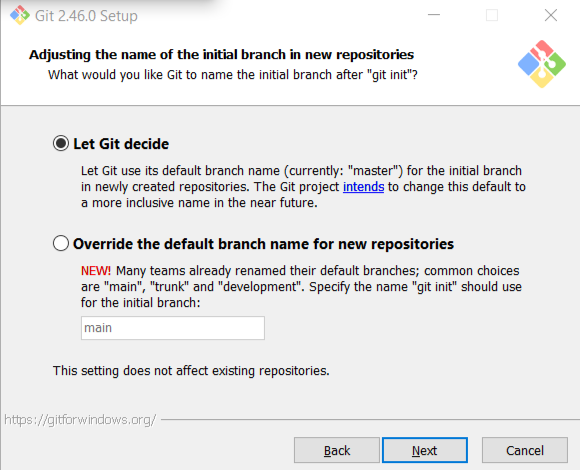 Git 2.46.0 Setup
Adjusting the name of the initial branch in new repositories
What would you like Git to name the initial branch after "git init"?
Let Git decide
Let Git use its default branch name (currently: "master") for the initial branch
in newly created repositories. The Git project intends to change this default to
a more inclusive name in the near future.
Override the default branch name for new repositories
NEW! Many teams already renamed their default branches; common choices
are "main", "trunk" and "development". Specify the name "git init" should use
for the initial branch:
main
This setting does not affect existing repositories.
https://gitforwindows.org/
Back
Next
Cancel